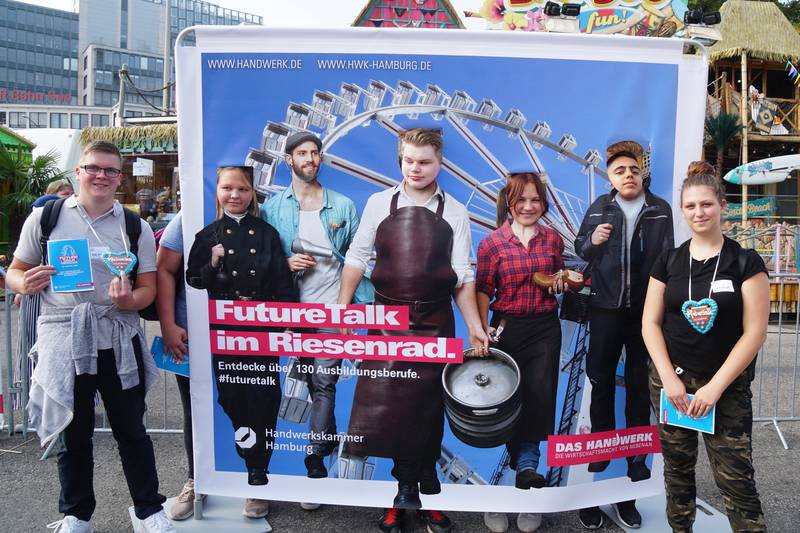 WWW.HANDWERK.DE WWW.HWK-HAMBURG.DE
FutureTalk
im Riesenrad.
Entdecke über 130 Ausbildungsberufe.
#futuretalk
Handwerkskammer
Hamburg
DAS HANDWERK
DIE WIRTSCHAFTSMACHT. VON NEBENAN.
fun!